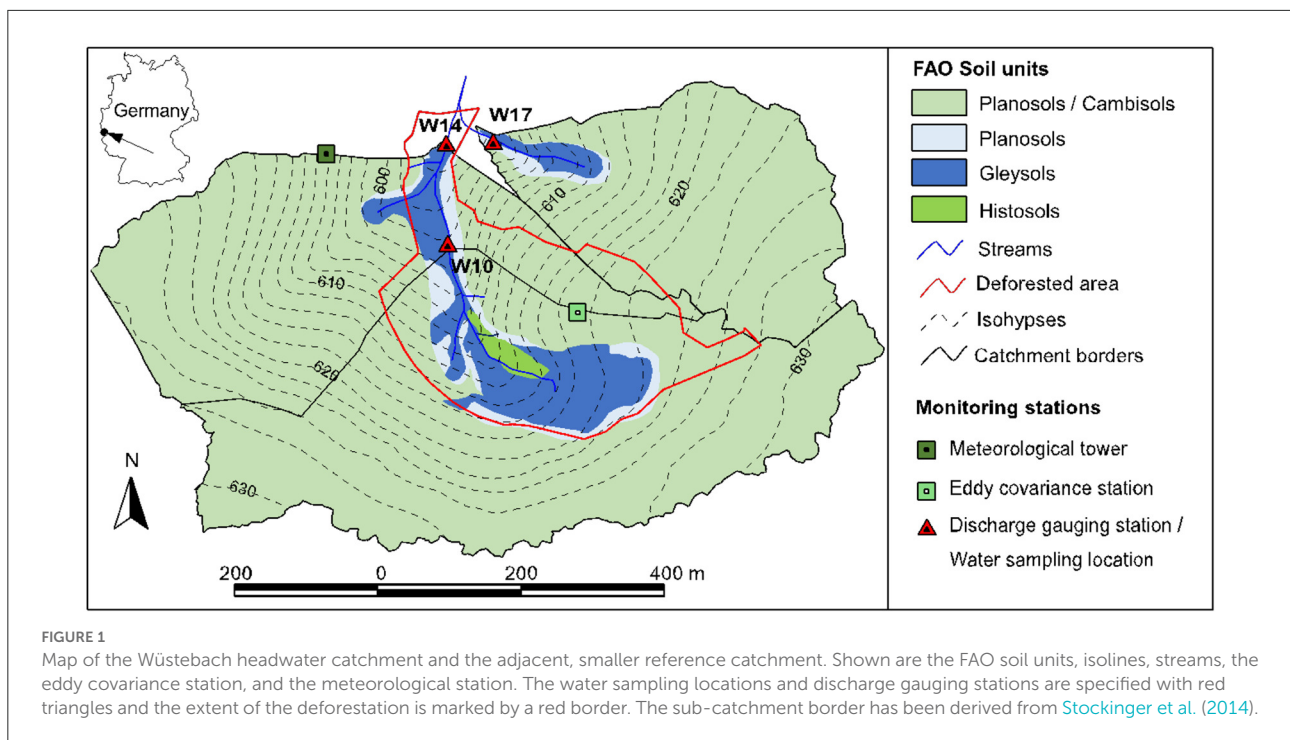 Germany
W14
W17
600
610
620
W10
610
620
630
630
N
200 0 200 400 m
FAO Soil units
Planosols / Cambisols
Planosols
Gleysols
Histosols
Streams
Deforested area
Isohypses
Catchment borders
Monitoring stations
Meteorological tower
Eddy covariance station
Discharge gauging station /
Water sampling location
FIGURE 1
Map of the Wüstebach headwater catchment and the adjacent, smaller reference catchment. Shown are the FAO soil units, isolines, streams, the
eddy covariance station, and the meteorological station. The water sampling locations and discharge gauging stations are specified with red
triangles and the extent of the deforestation is marked by a red border. The sub-catchment border has been derived from Stockinger et al. (2014).